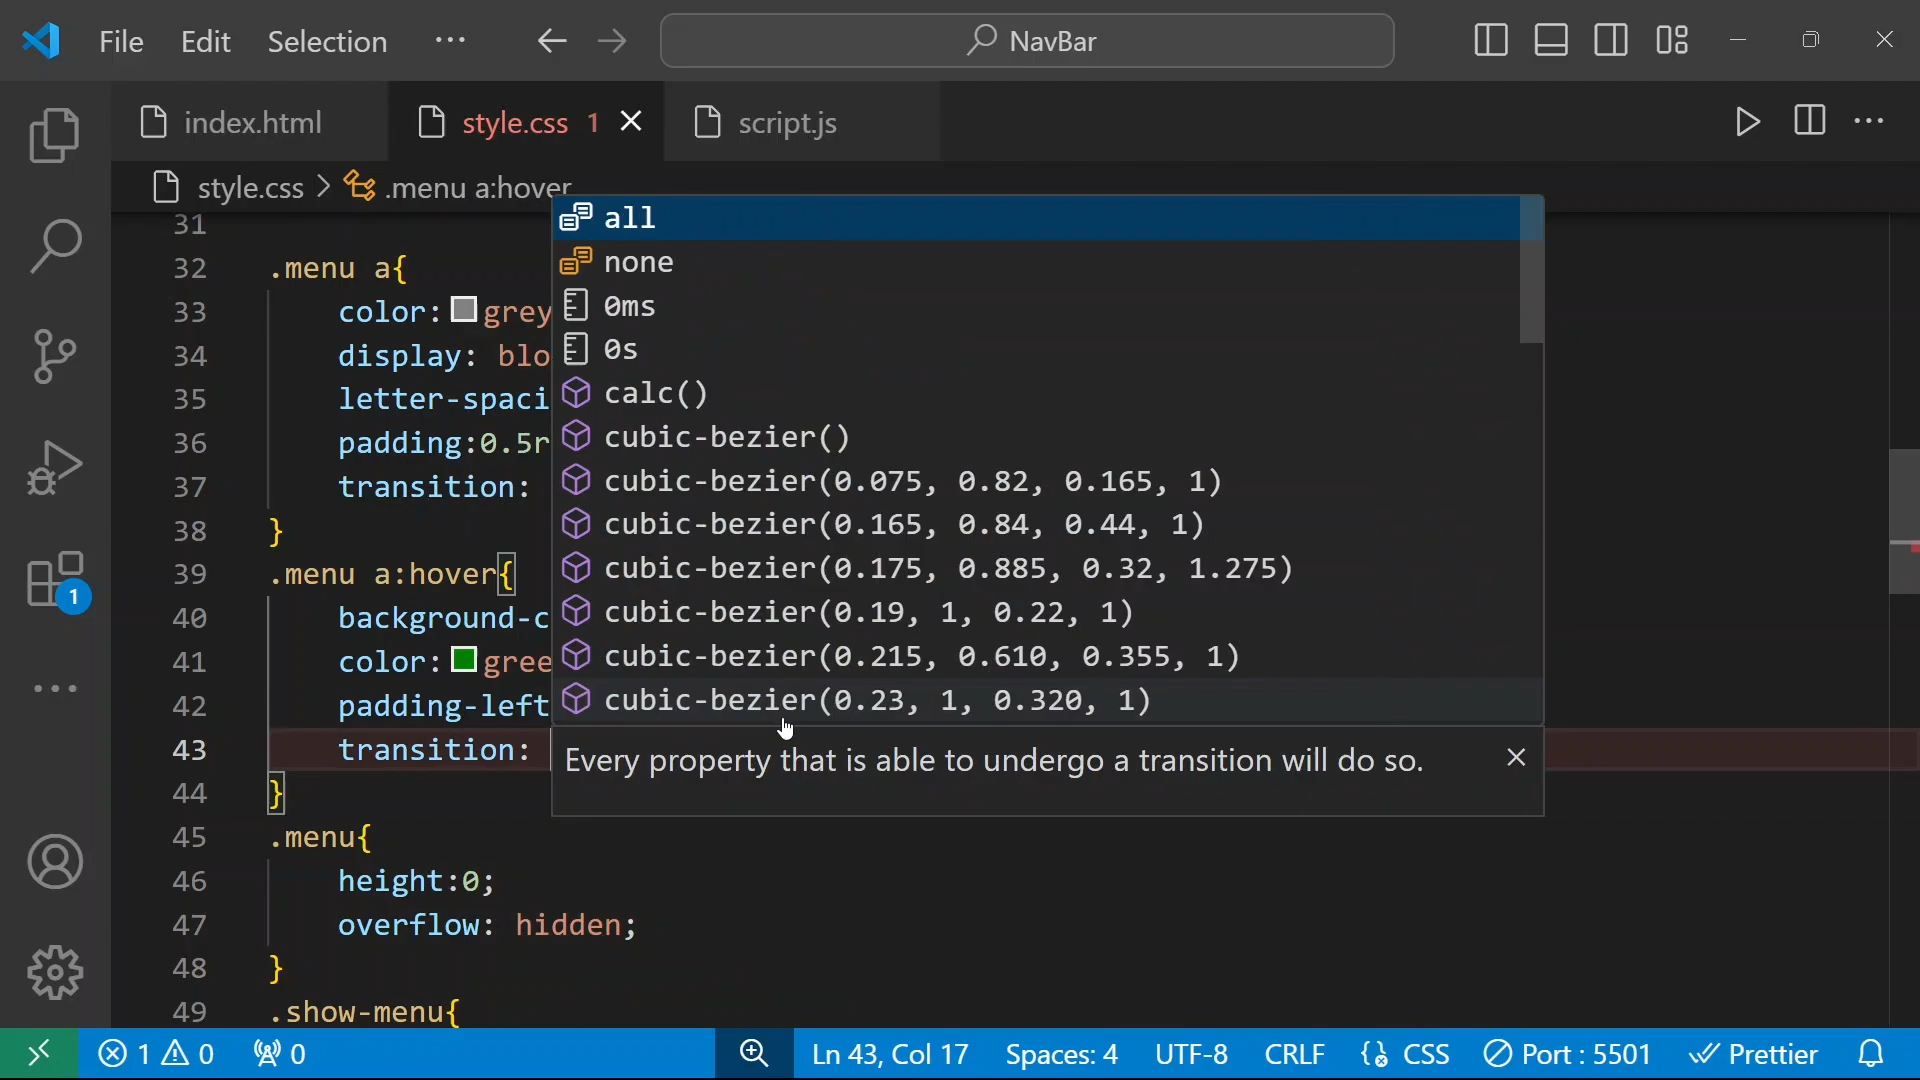 File Edit Selection ··· NavBar
index.html style.css 1 script.js
style.css > .menu a:hover
31
32 .menu a{
33 color: grey
34 display: blo
35 letter-spaci
36 padding:0.5r
37 transition:
38 }
39 .menu a:hover{
40 background-c
41 color: gree
42 padding-left
43 transition:
44 }
45 .menu{
46 height:0;
47 overflow: hidden;
48 }
49 .show-menu{
all
none
0ms
0s
calc()
cubic-bezier()
cubic-bezier(0.075, 0.82, 0.165, 1)
cubic-bezier(0.165, 0.84, 0.44, 1)
cubic-bezier(0.175, 0.885, 0.32, 1.275)
cubic-bezier(0.19, 1, 0.22, 1)
cubic-bezier(0.215, 0.610, 0.355, 1)
cubic-bezier(0.23, 1, 0.320, 1)
Every property that is able to undergo a transition will do so.
1
1 0 0 Ln 43, Col 17 Spaces: 4 UTF-8 CRLF CSS Port : 5501 Prettier